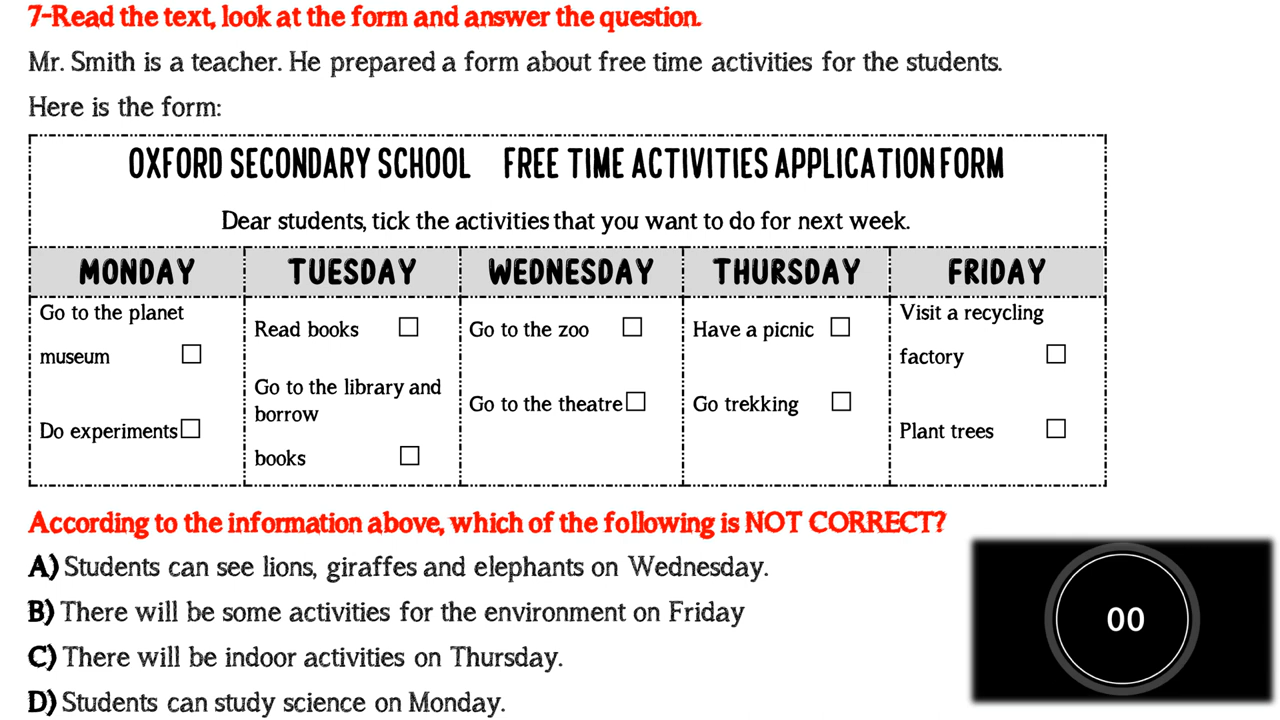 7-Read the text, look at the form and answer the question.
Mr. Smith is a teacher. He prepared a form about free time activities for the students.
Here is the form:
OXFORD SECONDARY SCHOOL FREE TIME ACTIVITIES APPLICATION FORM
Dear students, tick the activities that you want to do for next week.
MONDAY
Go to the planet
museum ☐
Do experiments ☐
TUESDAY
Read books ☐
Go to the library and
borrow
books ☐
WEDNESDAY
Go to the zoo ☐
Go to the theatre ☐
THURSDAY
Have a picnic ☐
Go trekking ☐
FRIDAY
Visit a recycling
factory ☐
Plant trees ☐
According to the information above, which of the following is NOT CORRECT?
A) Students can see lions, giraffes and elephants on Wednesday.
B) There will be some activities for the environment on Friday
C) There will be indoor activities on Thursday.
D) Students can study science on Monday.
00